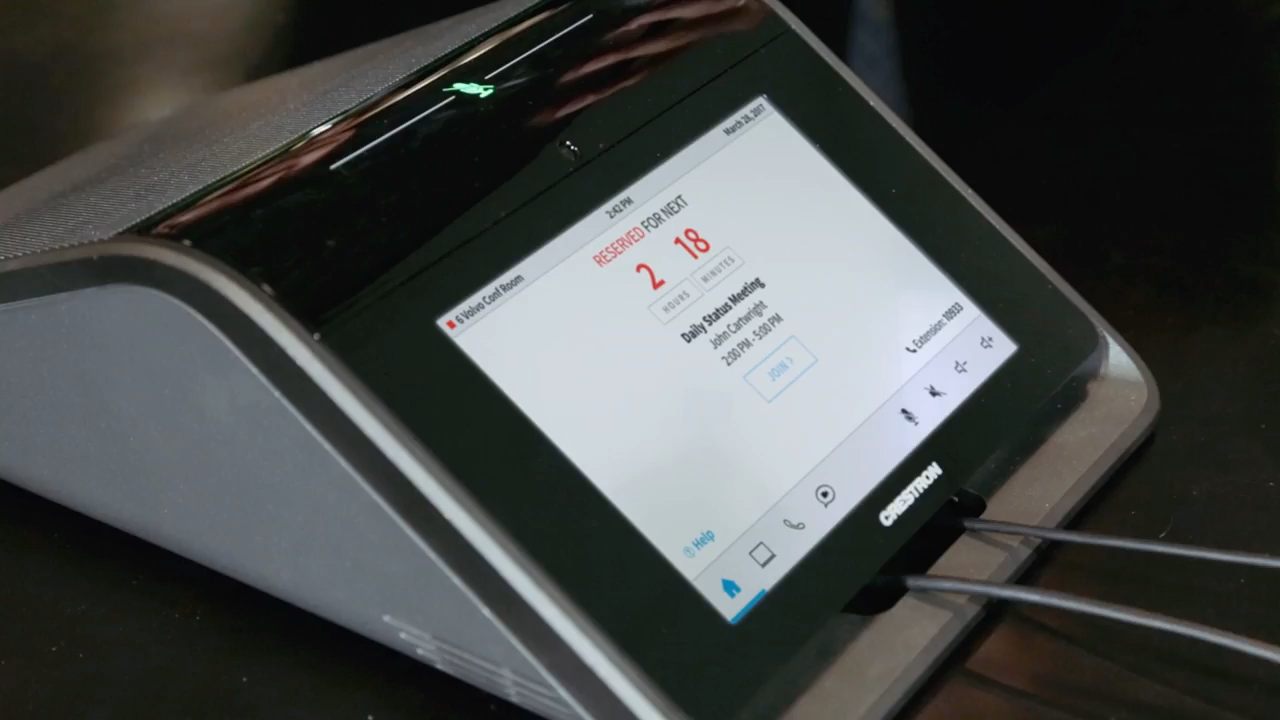 6 Volvo Conf Room 2:42 PM March 28, 2017
RESERVED FOR NEXT
2 18
HOURS MINUTES
Daily Status Meeting
John Cartwright
2:00 PM - 5:00 PM
JOIN >
? Help
Extension: 10933
CRESTRON